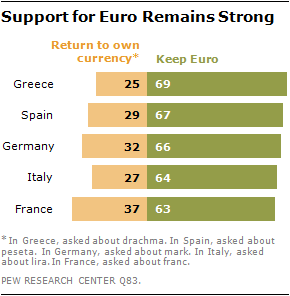 Support for Euro Remains Strong
Return to own
currency*
Keep Euro
Greece 25 69
Spain 29 67
Germany 32 66
Italy 27 64
France 37 63
* In Greece, asked about drachma. In Spain, asked about
peseta. In Germany, asked about mark. In Italy, asked
about lira.In France, asked about franc.
PEW RESEARCH CENTER Q83.